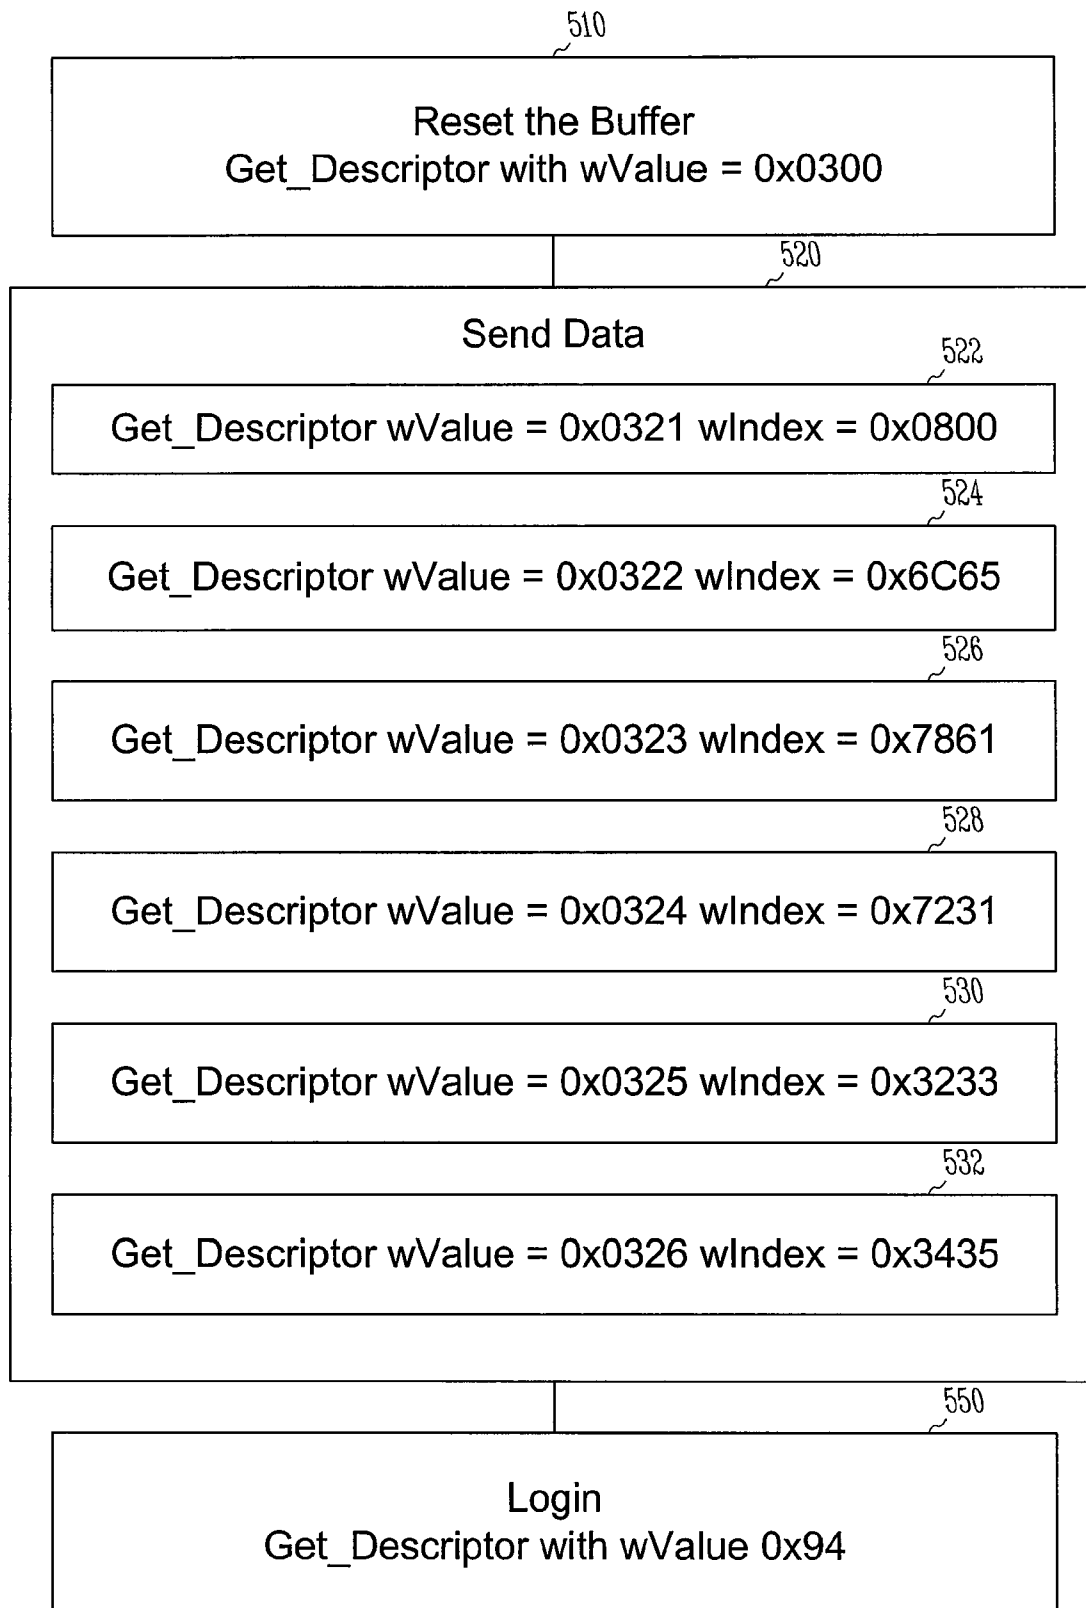 510
Reset the Buffer
Get_Descriptor with wValue = 0x0300
520
Send Data
522
Get_Descriptor wValue = 0x0321 wIndex = 0x0800
524
Get_Descriptor wValue = 0x0322 wIndex = 0x6C65
526
Get_Descriptor wValue = 0x0323 wIndex = 0x7861
528
Get_Descriptor wValue = 0x0324 wIndex = 0x7231
530
Get_Descriptor wValue = 0x0325 wIndex = 0x3233
532
Get_Descriptor wValue = 0x0326 wIndex = 0x3435
550
Login
Get_Descriptor with wValue 0x94